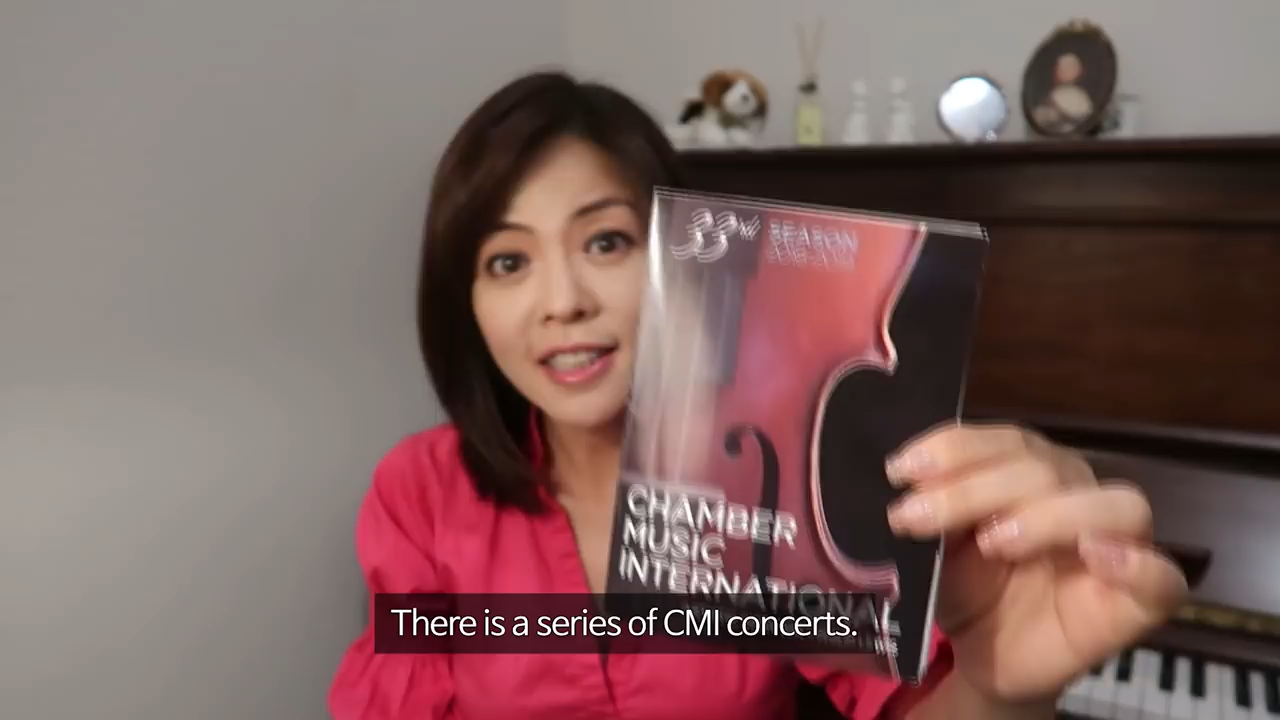 33rd SEASON
CHAMBER
MUSIC
INTERNATIONAL
There is a series of CMI concerts.